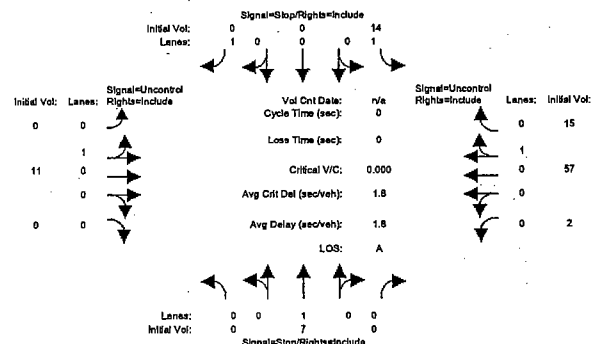 Signal=Stop/Rights=Include
Initial Vol: 0 0 14
Lanes: 1 0 0 0 1
Signal=Uncontrol
Rights=Include
Initial Vol: Lanes:
0 0
1
11 0
0
0 0
Vol Cnt Date: n/a
Cycle Time (sec): 0
Loss Time (sec): 0
Critical V/C: 0.000
Avg Crit Del (sec/veh): 1.8
Avg Delay (sec/veh): 1.8
LOS: A
Signal=Uncontrol
Rights=Include
Lanes: Initial Vol:
0 15
1
0 57
0
0 2
Lanes: 0 0 1 0 0
Initial Vol: 0 7 0
Signal=Stop/Rights=Include